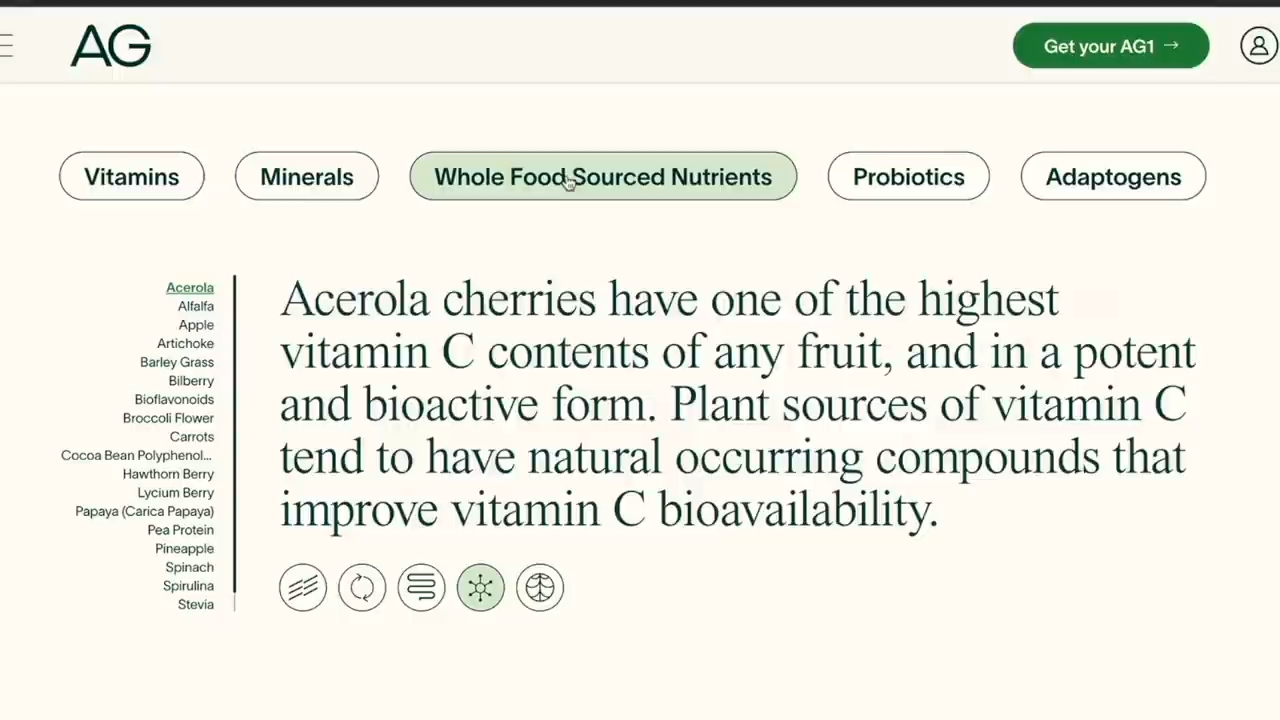 AG
Get your AG1 →
Vitamins
Minerals
Whole Food Sourced Nutrients
Probiotics
Adaptogens
Acerola
Alfalfa
Apple
Artichoke
Barley Grass
Bilberry
Bioflavonoids
Broccoli Flower
Carrots
Cocoa Bean Polyphenol...
Hawthorn Berry
Lycium Berry
Papaya (Carica Papaya)
Pea Protein
Pineapple
Spinach
Spirulina
Stevia
Acerola cherries have one of the highest
vitamin C contents of any fruit, and in a potent
and bioactive form. Plant sources of vitamin C
tend to have natural occurring compounds that
improve vitamin C bioavailability.